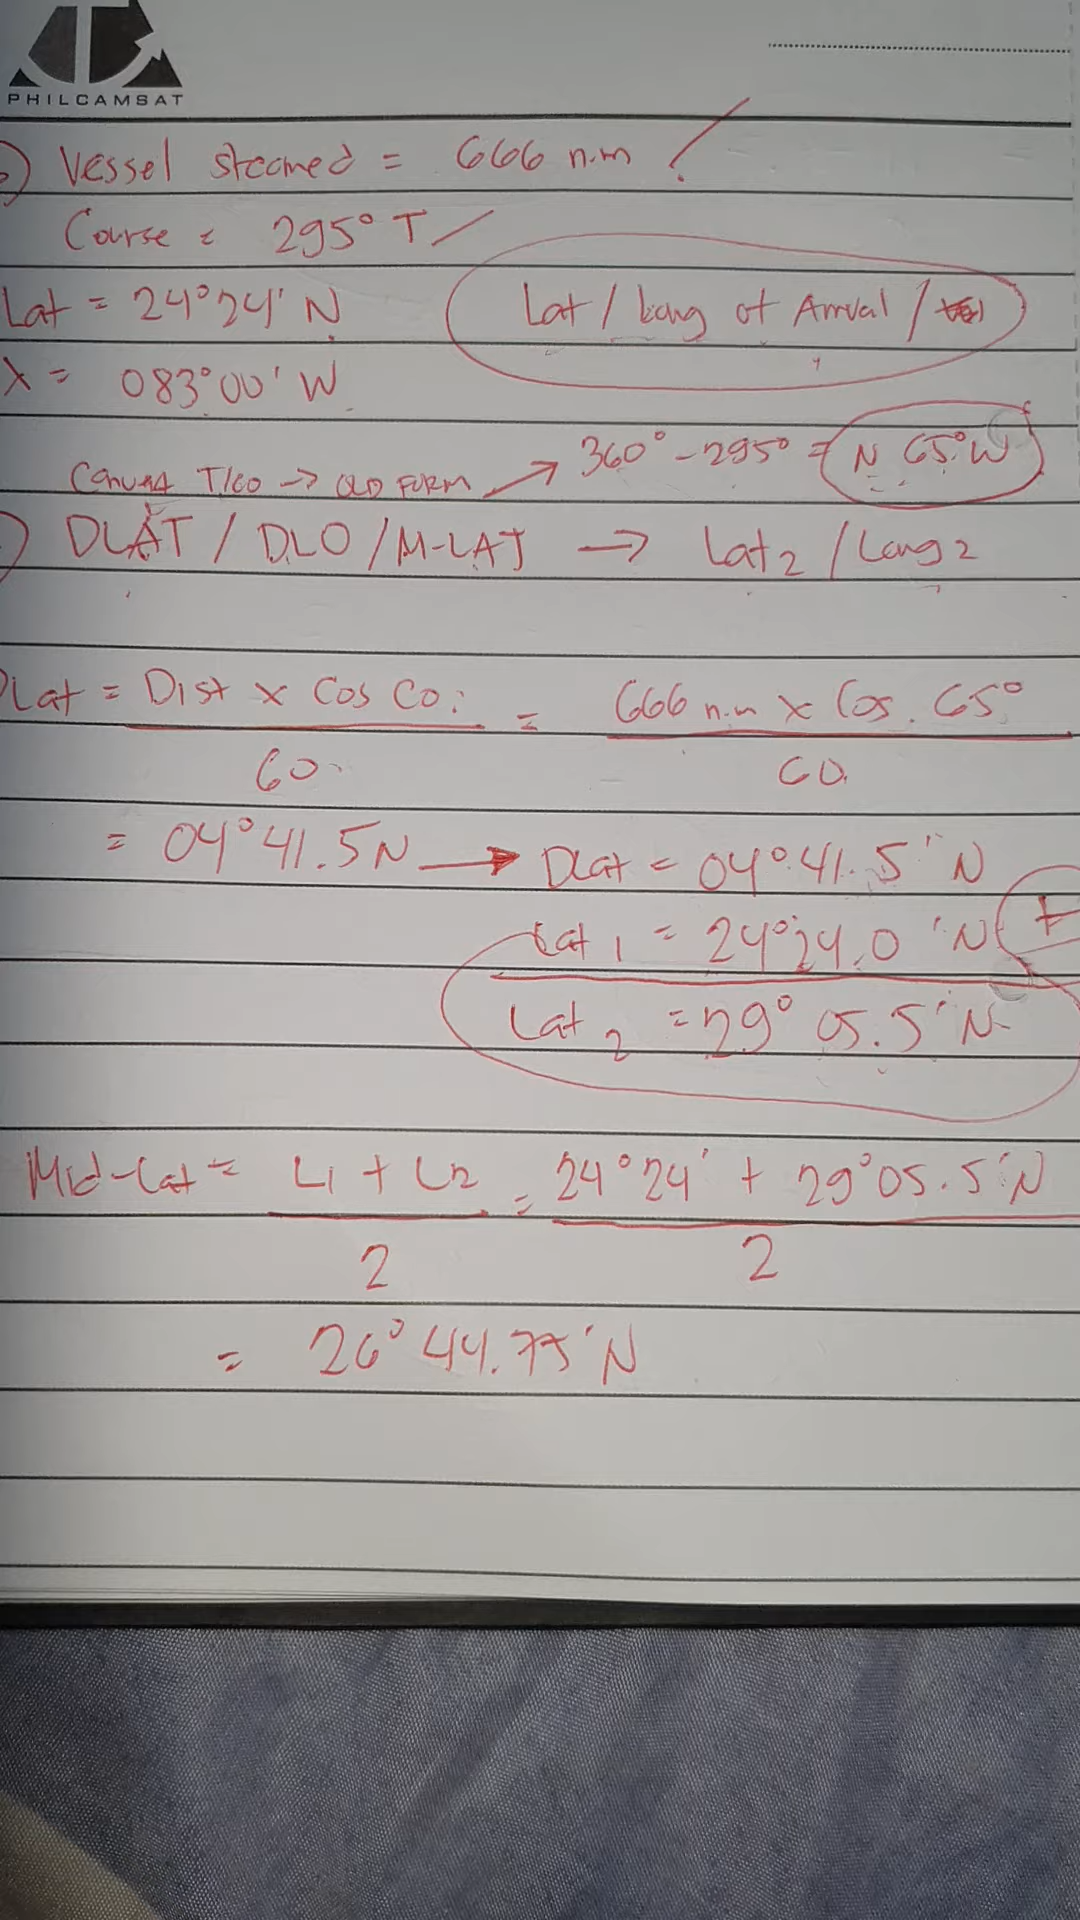 PHILCAMSAT
Vessel steamed = 666 n.m
Course = 295° T
Lat = 24°24' N
Lat / Long of Arrival /
λ = 083°00' W
Convert T/CO → OLD FORM → 360° - 295° = N 65° W
DLAT / DLO / M-LAT → Lat2 / Long2
DLat = Dist x Cos Co. = 666 n.m x Cos. 65°
60 60
= 04° 41.5 N → DLat = 04° 41.5' N
Lat 1 = 24° 24.0 'N +
Lat 2 = 29° 05.5' N
Mid-Lat = L1 + L2 = 24° 24' + 29° 05.5' N
2 2
= 26° 44.75' N